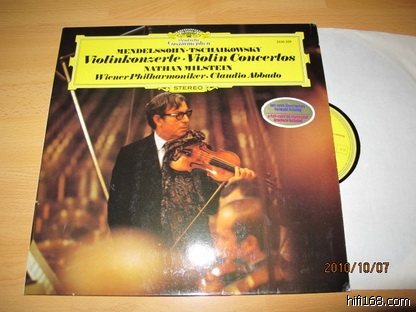 Deutsche
Grammophon
MENDELSSOHN · TSCHAIKOWSKY
Violinkonzerte · Violin Concertos
NATHAN MILSTEIN
Wiener Philharmoniker · Claudio Abbado
STEREO
2010/10/07
hifi168.com